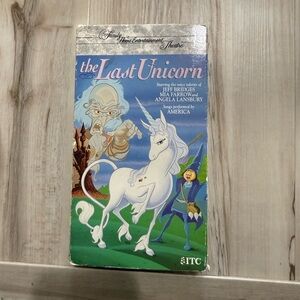 Family
Home Entertainment
Theatre
the Last Unicorn
Starring the voice talents of
JEFF BRIDGES
MIA FARROW and
ANGELA LANSBURY
Songs performed by
AMERICA
ITC